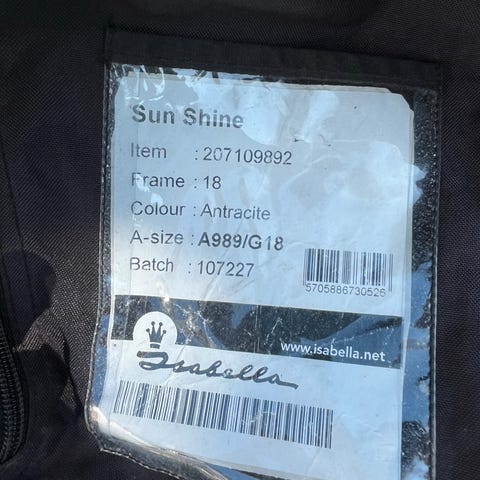 Sun Shine
Item : 207109892
Frame : 18
Colour : Antracite
A-size : A989/G18
Batch : 107227
5705886730526
www.isabella.net
Isabella